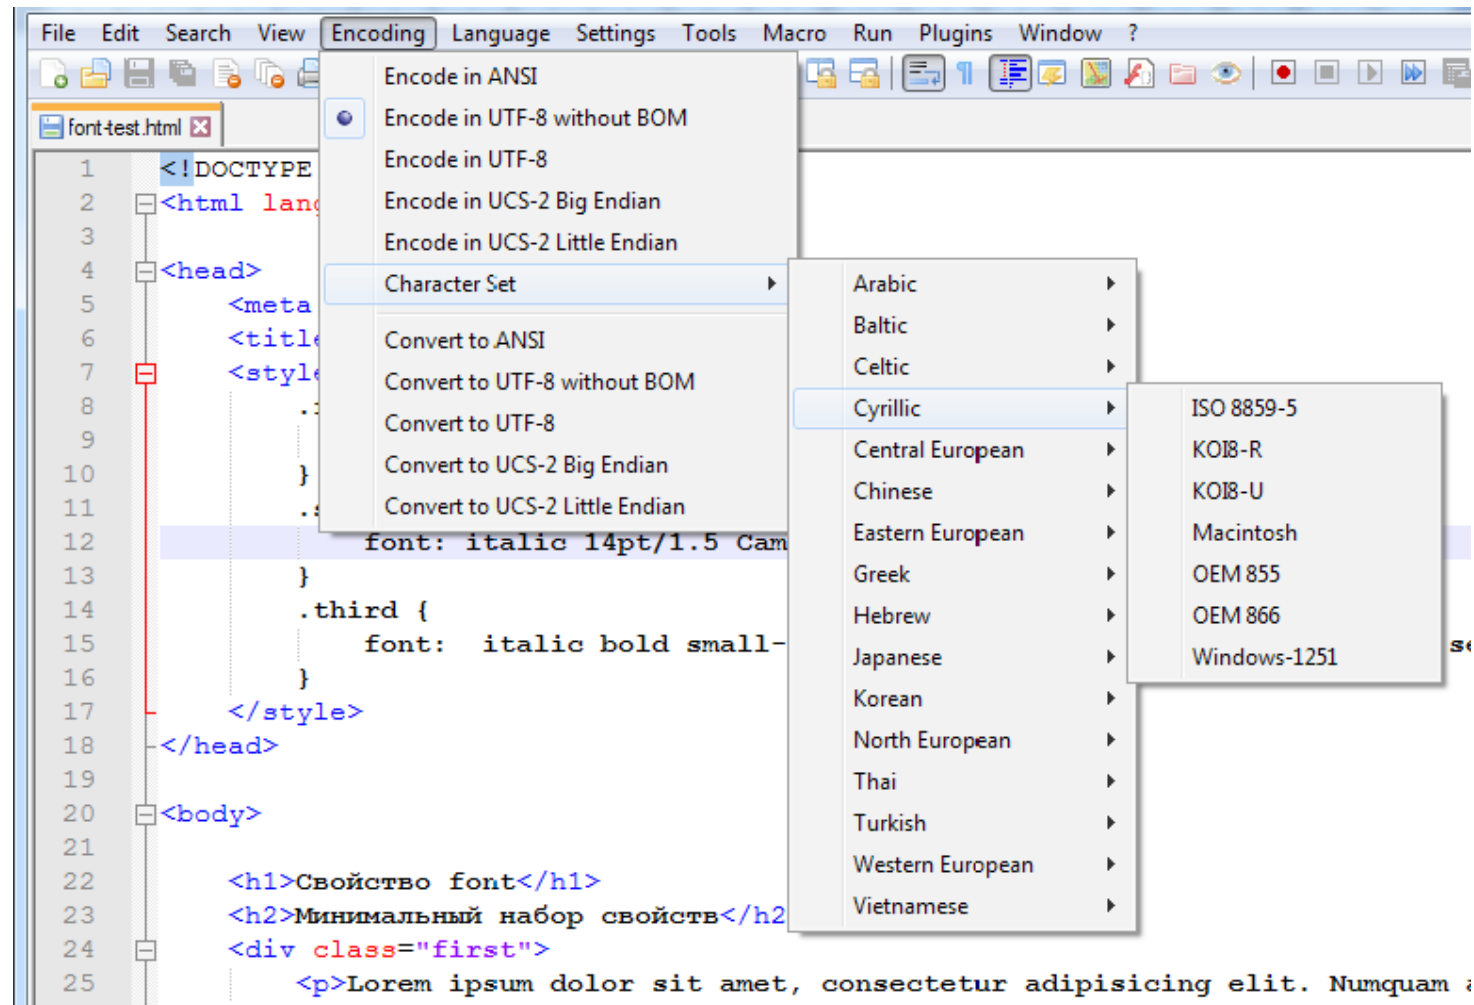 File Edit Search View Encoding Language Settings Tools Macro Run Plugins Window ?
font-test.html
Encode in ANSI
Encode in UTF-8 without BOM
Encode in UTF-8
Encode in UCS-2 Big Endian
Encode in UCS-2 Little Endian
Character Set
Convert to ANSI
Convert to UTF-8 without BOM
Convert to UTF-8
Convert to UCS-2 Big Endian
Convert to UCS-2 Little Endian
Arabic
Baltic
Celtic
Cyrillic
Central European
Chinese
Eastern European
Greek
Hebrew
Japanese
Korean
North European
Thai
Turkish
Western European
Vietnamese
ISO 8859-5
KOI8-R
KOI8-U
Macintosh
OEM 855
OEM 866
Windows-1251
1 <!DOCTYPE
2 <html
3
4 <head>
5 <meta
6
7
8
9
10 }
11
12 font: italic 14pt/1.5
13 }
14 .third {
15 font: italic bold
16 }
17 </style>
18 </head>
19
20 <body>
21
22 <h1>Свойство font</h1>
23 <h2>Минимальный набор свойств</h2
24 <div class="first">
25 <p>Lorem ipsum dolor sit amet, consectetur adipisicing elit. Numquam